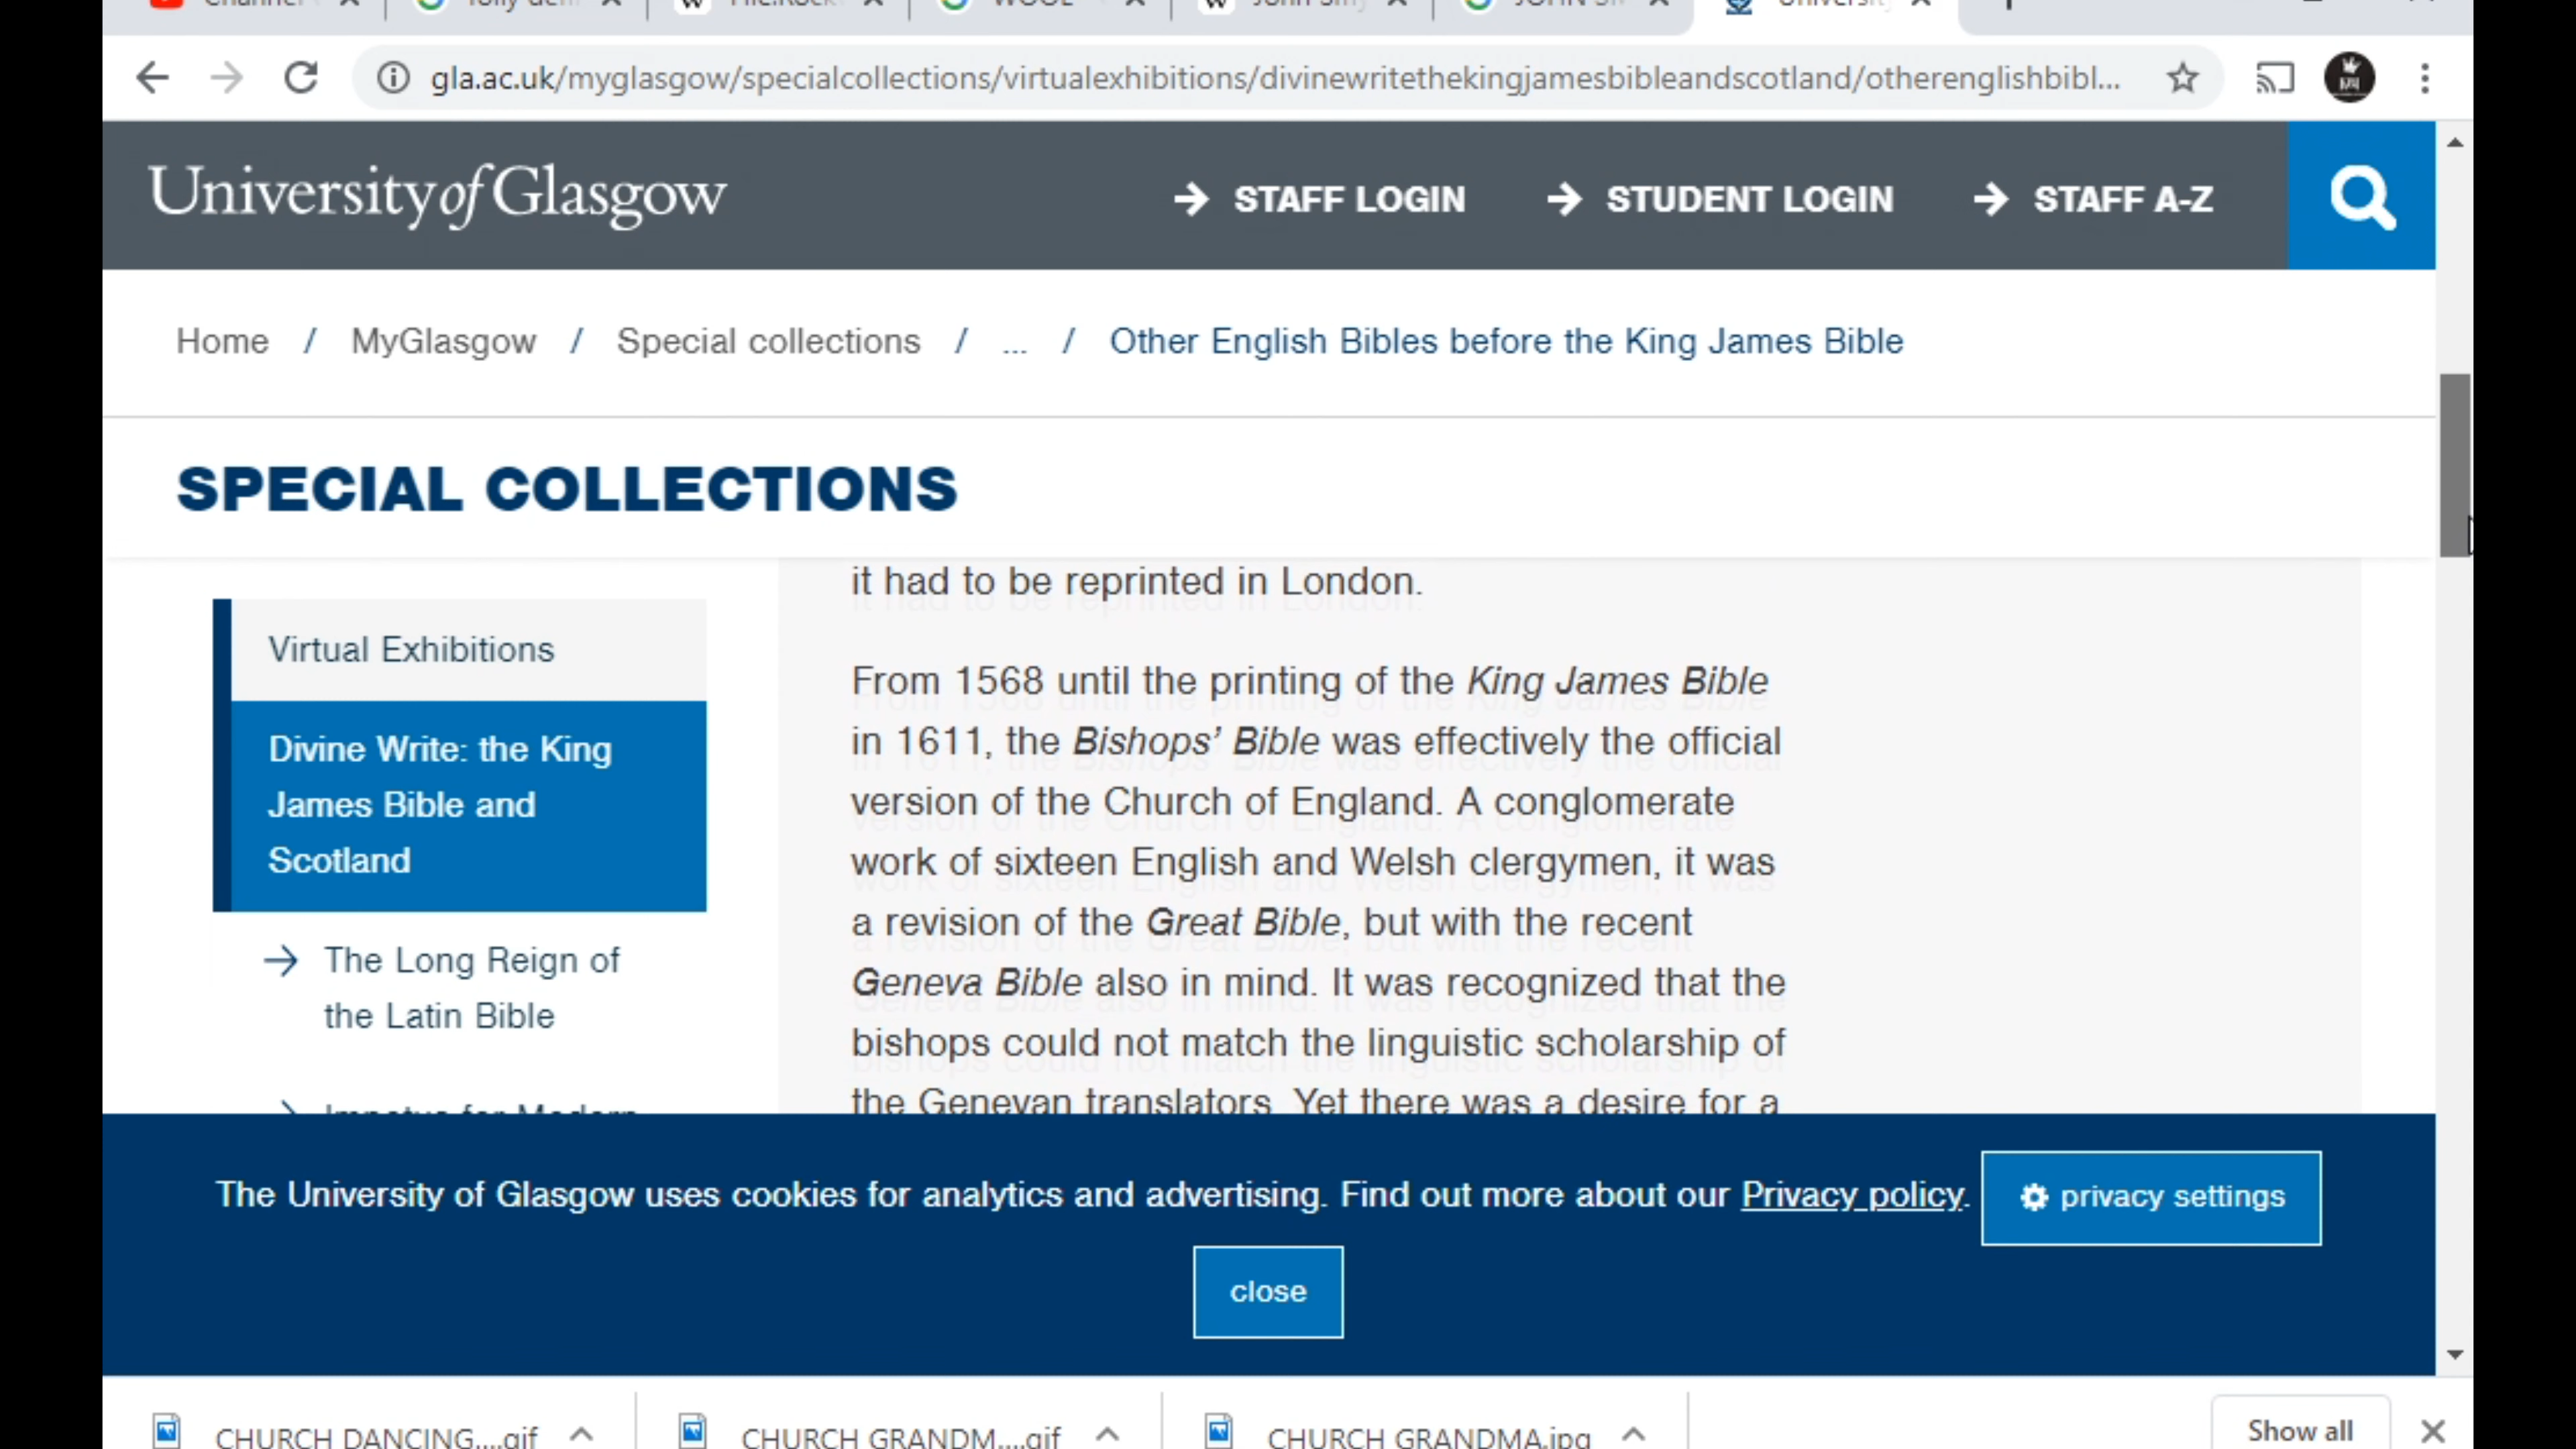 gla.ac.uk/myglasgow/specialcollections/virtualexhibitions/divinewritethekingjamesbibleandscotland/otherenglishbibl...
University of Glasgow
STAFF LOGIN
STUDENT LOGIN
STAFF A-Z
Home / MyGlasgow / Special collections / ... / Other English Bibles before the King James Bible
SPECIAL COLLECTIONS
Virtual Exhibitions
Divine Write: the King
James Bible and
Scotland
The Long Reign of
the Latin Bible
Impetus for Modern
it had to be reprinted in London.
From 1568 until the printing of the King James Bible
in 1611, the Bishops' Bible was effectively the official
version of the Church of England. A conglomerate
work of sixteen English and Welsh clergymen, it was
a revision of the Great Bible, but with the recent
Geneva Bible also in mind. It was recognized that the
bishops could not match the linguistic scholarship of
the Genevan translators. Yet there was a desire for a
The University of Glasgow uses cookies for analytics and advertising. Find out more about our Privacy policy.
privacy settings
close
CHURCH DANCING....gif
CHURCH GRANDM....gif
CHURCH GRANDMA.jpg
Show all